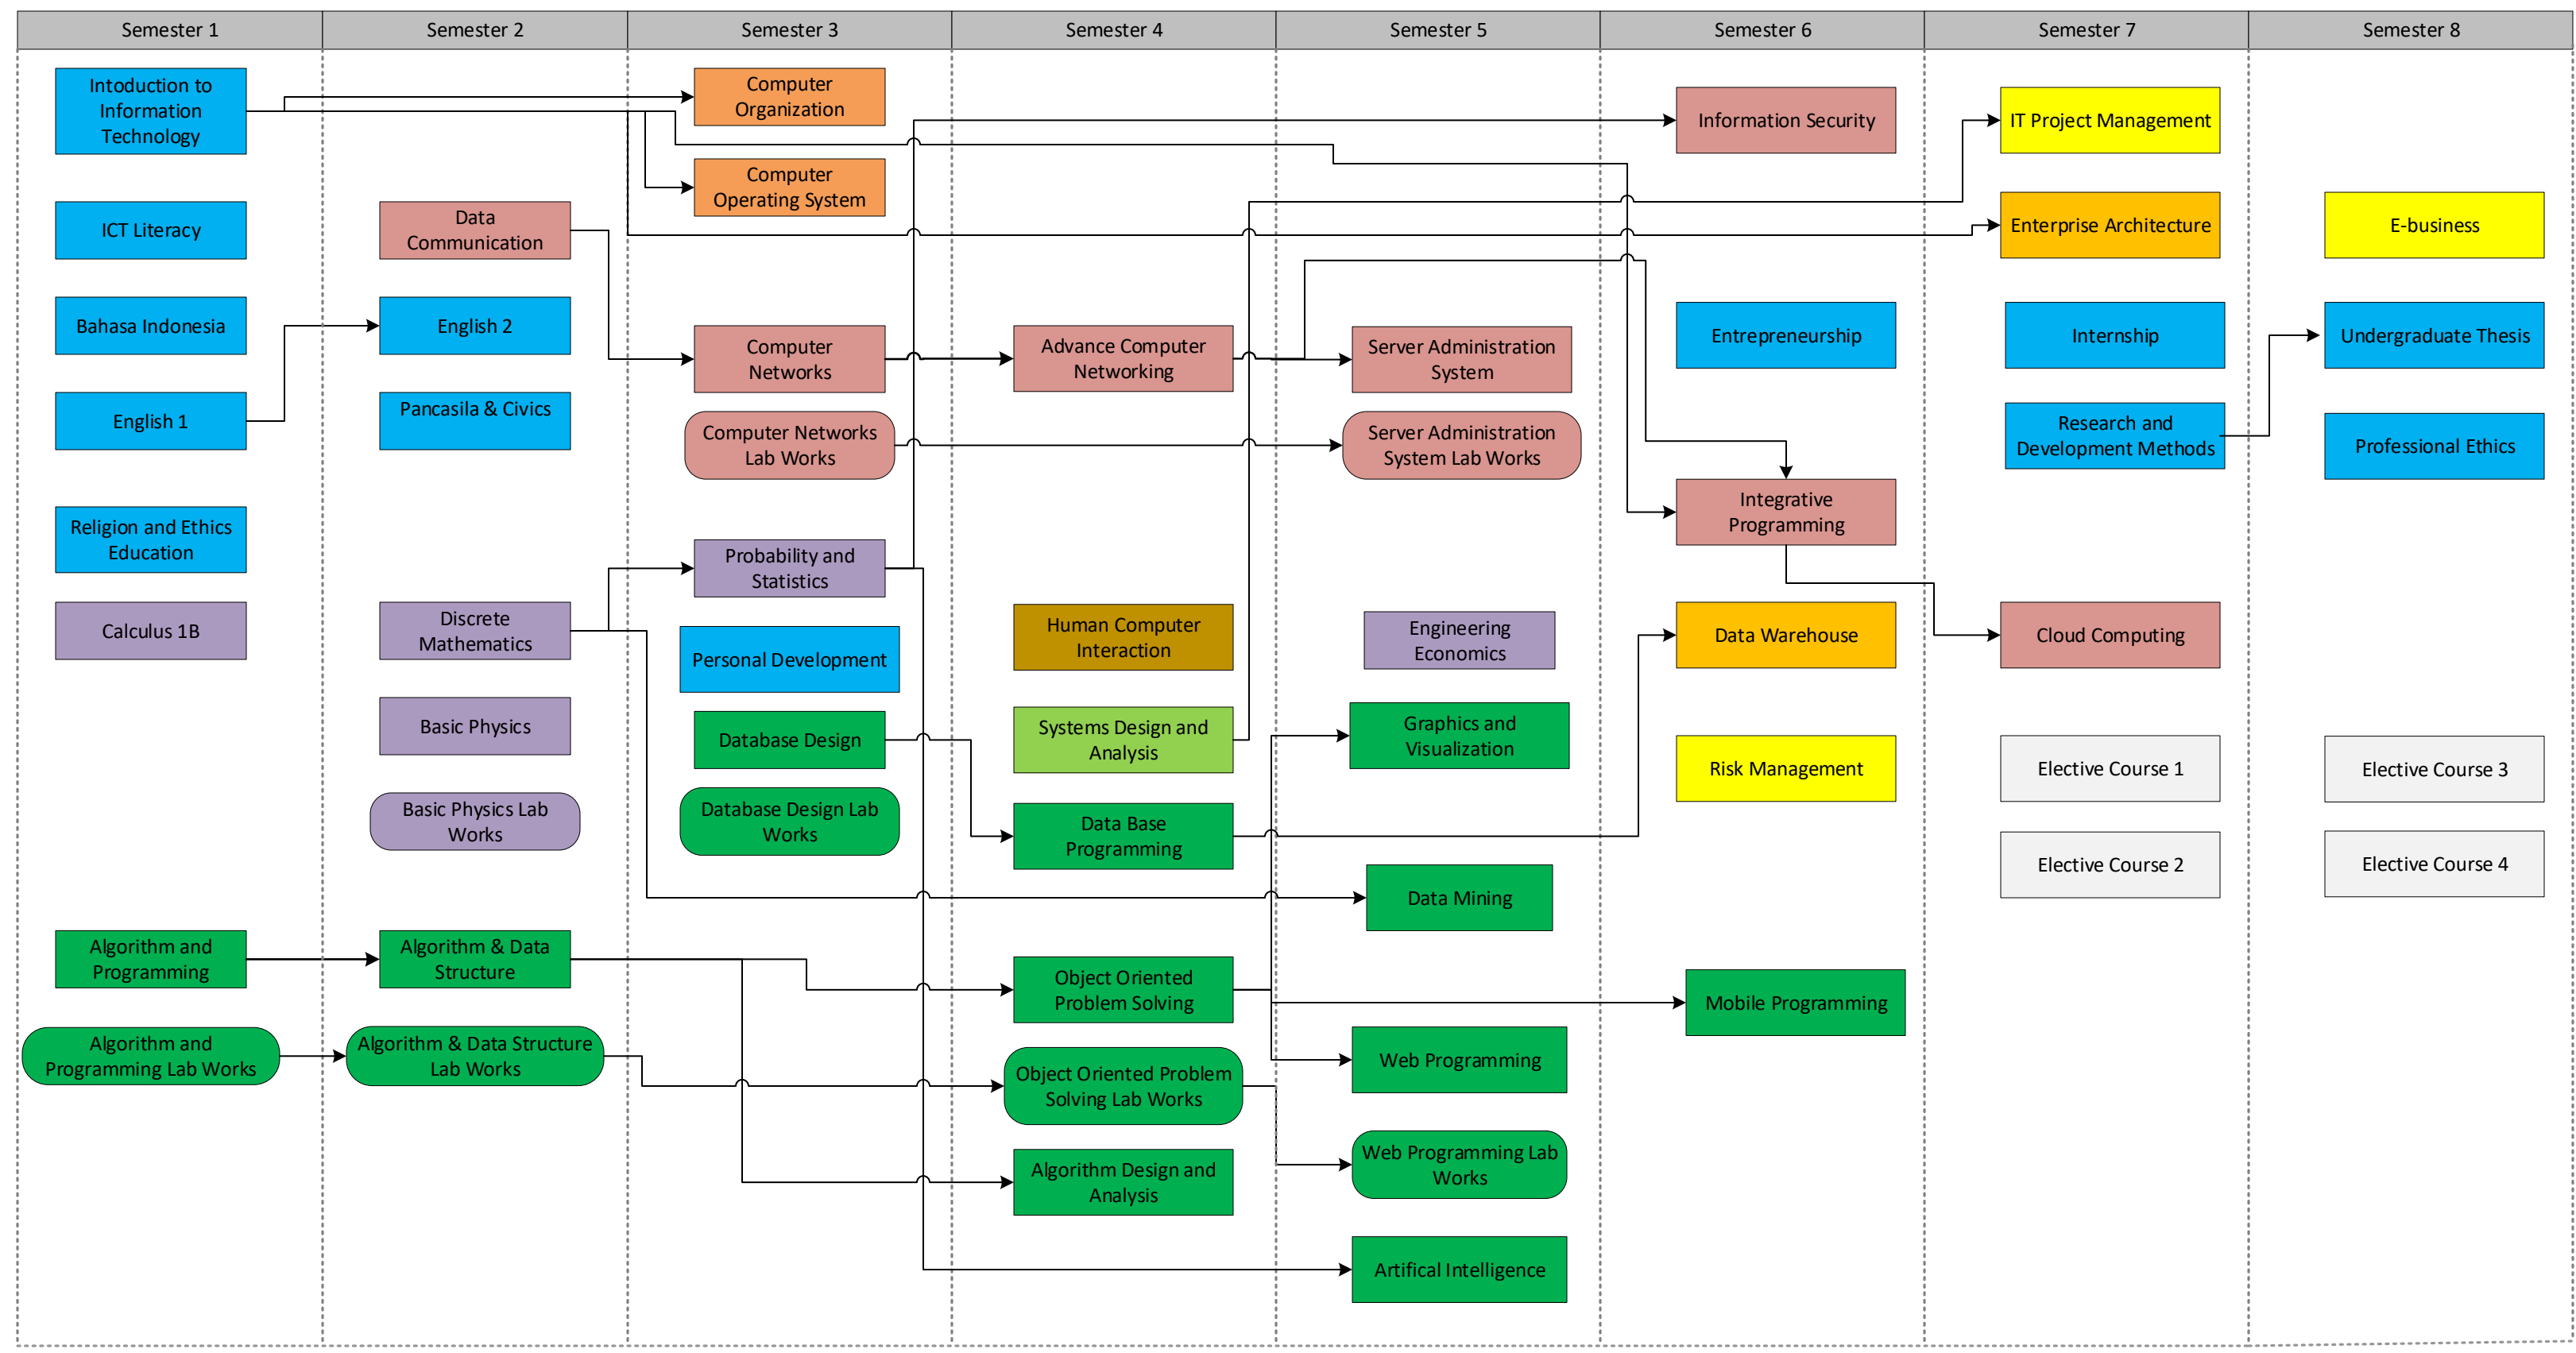 Semester 1
Semester 2
Semester 3
Semester 4
Semester 5
Semester 6
Semester 7
Semester 8
Intoduction to
Information
Technology
ICT Literacy
Bahasa Indonesia
English 1
Religion and Ethics
Education
Calculus 1B
Algorithm and
Programming
Algorithm and
Programming Lab Works
Data
Communication
English 2
Pancasila & Civics
Discrete
Mathematics
Basic Physics
Basic Physics Lab
Works
Algorithm & Data
Structure
Algorithm & Data Structure
Lab Works
Computer
Organization
Computer
Operating System
Computer
Networks
Computer Networks
Lab Works
Probability and
Statistics
Personal Development
Database Design
Database Design Lab
Works
Advance Computer
Networking
Human Computer
Interaction
Systems Design and
Analysis
Data Base
Programming
Object Oriented
Problem Solving
Object Oriented Problem
Solving Lab Works
Algorithm Design and
Analysis
Server Administration
System
Server Administration
System Lab Works
Engineering
Economics
Graphics and
Visualization
Data Mining
Web Programming
Web Programming Lab
Works
Artifical Intelligence
Information Security
Entrepreneurship
Integrative
Programming
Data Warehouse
Risk Management
Mobile Programming
IT Project Management
Enterprise Architecture
Internship
Research and
Development Methods
Cloud Computing
Elective Course 1
Elective Course 2
E-business
Undergraduate Thesis
Professional Ethics
Elective Course 3
Elective Course 4